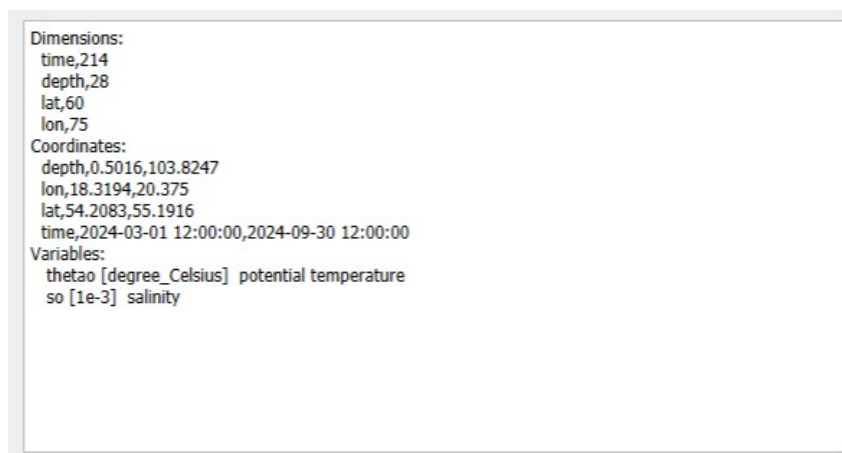 Dimensions:
time,214
depth,28
lat,60
lon,75
Coordinates:
depth,0.5016,103.8247
lon,18.3194,20.375
lat,54.2083,55.1916
time,2024-03-01 12:00:00,2024-09-30 12:00:00
Variables:
thetao [degree_Celsius]  potential temperature
so [1e-3]  salinity